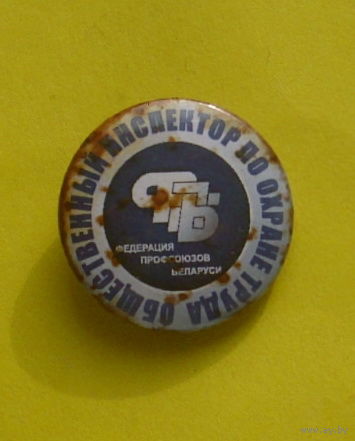 ОБЩЕСТВЕННЫЙ ИНСПЕКТОР ПО ОХРАНЕ ТРУДА
ФПБ
ФЕДЕРАЦИЯ
ПРОФСОЮЗОВ
БЕЛАРУСИ